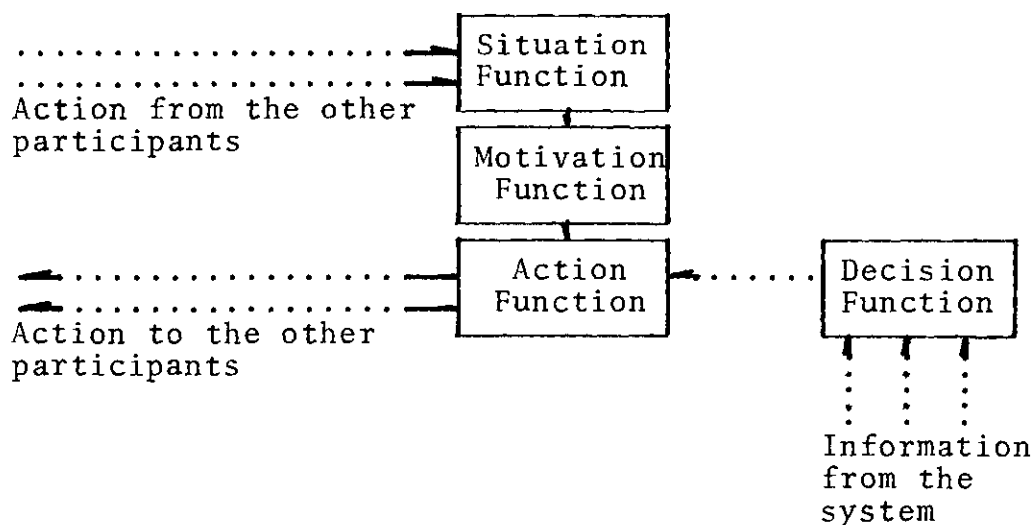 Situation
Function
Action from the other
participants
Motivation
Function
Action
Function
Decision
Function
Action to the other
participants
Information
from the
system